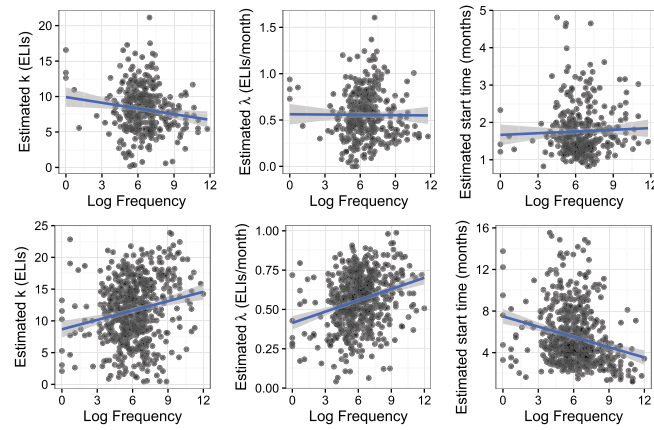 Estimated k (ELIs)
20
15
10
5
0
0 3 6 9 12
Log Frequency
Estimated λ (ELIs/month)
1.5
1.0
0.5
0.0
0 3 6 9 12
Log Frequency
Estimated start time (months)
5
4
3
2
1
0 3 6 9 12
Log Frequency
Estimated k (ELIs)
25
20
15
10
5
0
0 3 6 9 12
Log Frequency
Estimated λ (ELIs/month)
1.00
0.75
0.50
0.25
0.00
0 3 6 9 12
Log Frequency
Estimated start time (months)
16
12
8
4
0 3 6 9 12
Log Frequency